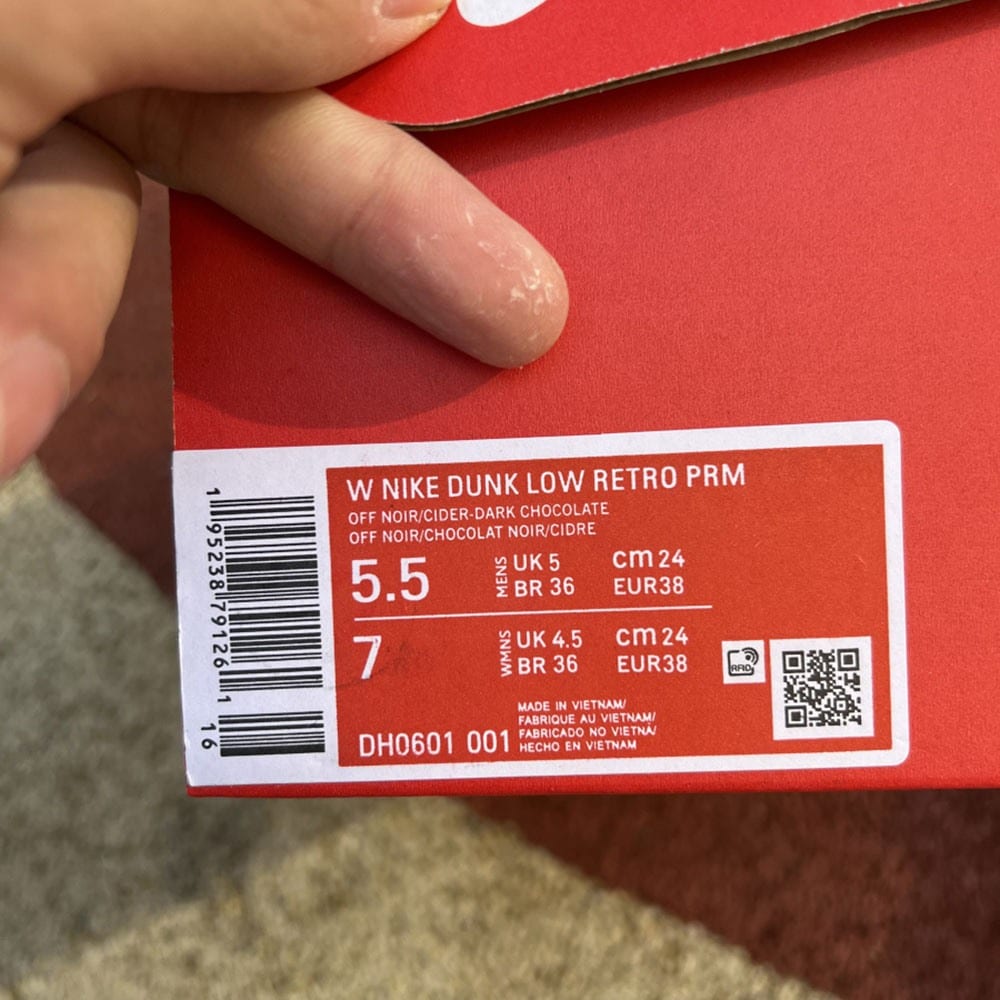 W NIKE DUNK LOW RETRO PRM
OFF NOIR/CIDER-DARK CHOCOLATE
OFF NOIR/CHOCOLAT NOIR/CIDRE
5.5
MENS
UK 5 cm 24
BR 36 EUR38
7
WMNS
UK 4.5 cm 24
BR 36 EUR38
RFID
DH0601 001
MADE IN VIETNAM/
FABRIQUE AU VIETNAM/
FABRICADO NO VIETNÃ/
HECHO EN VIETNAM
1 95238 79126 1 16